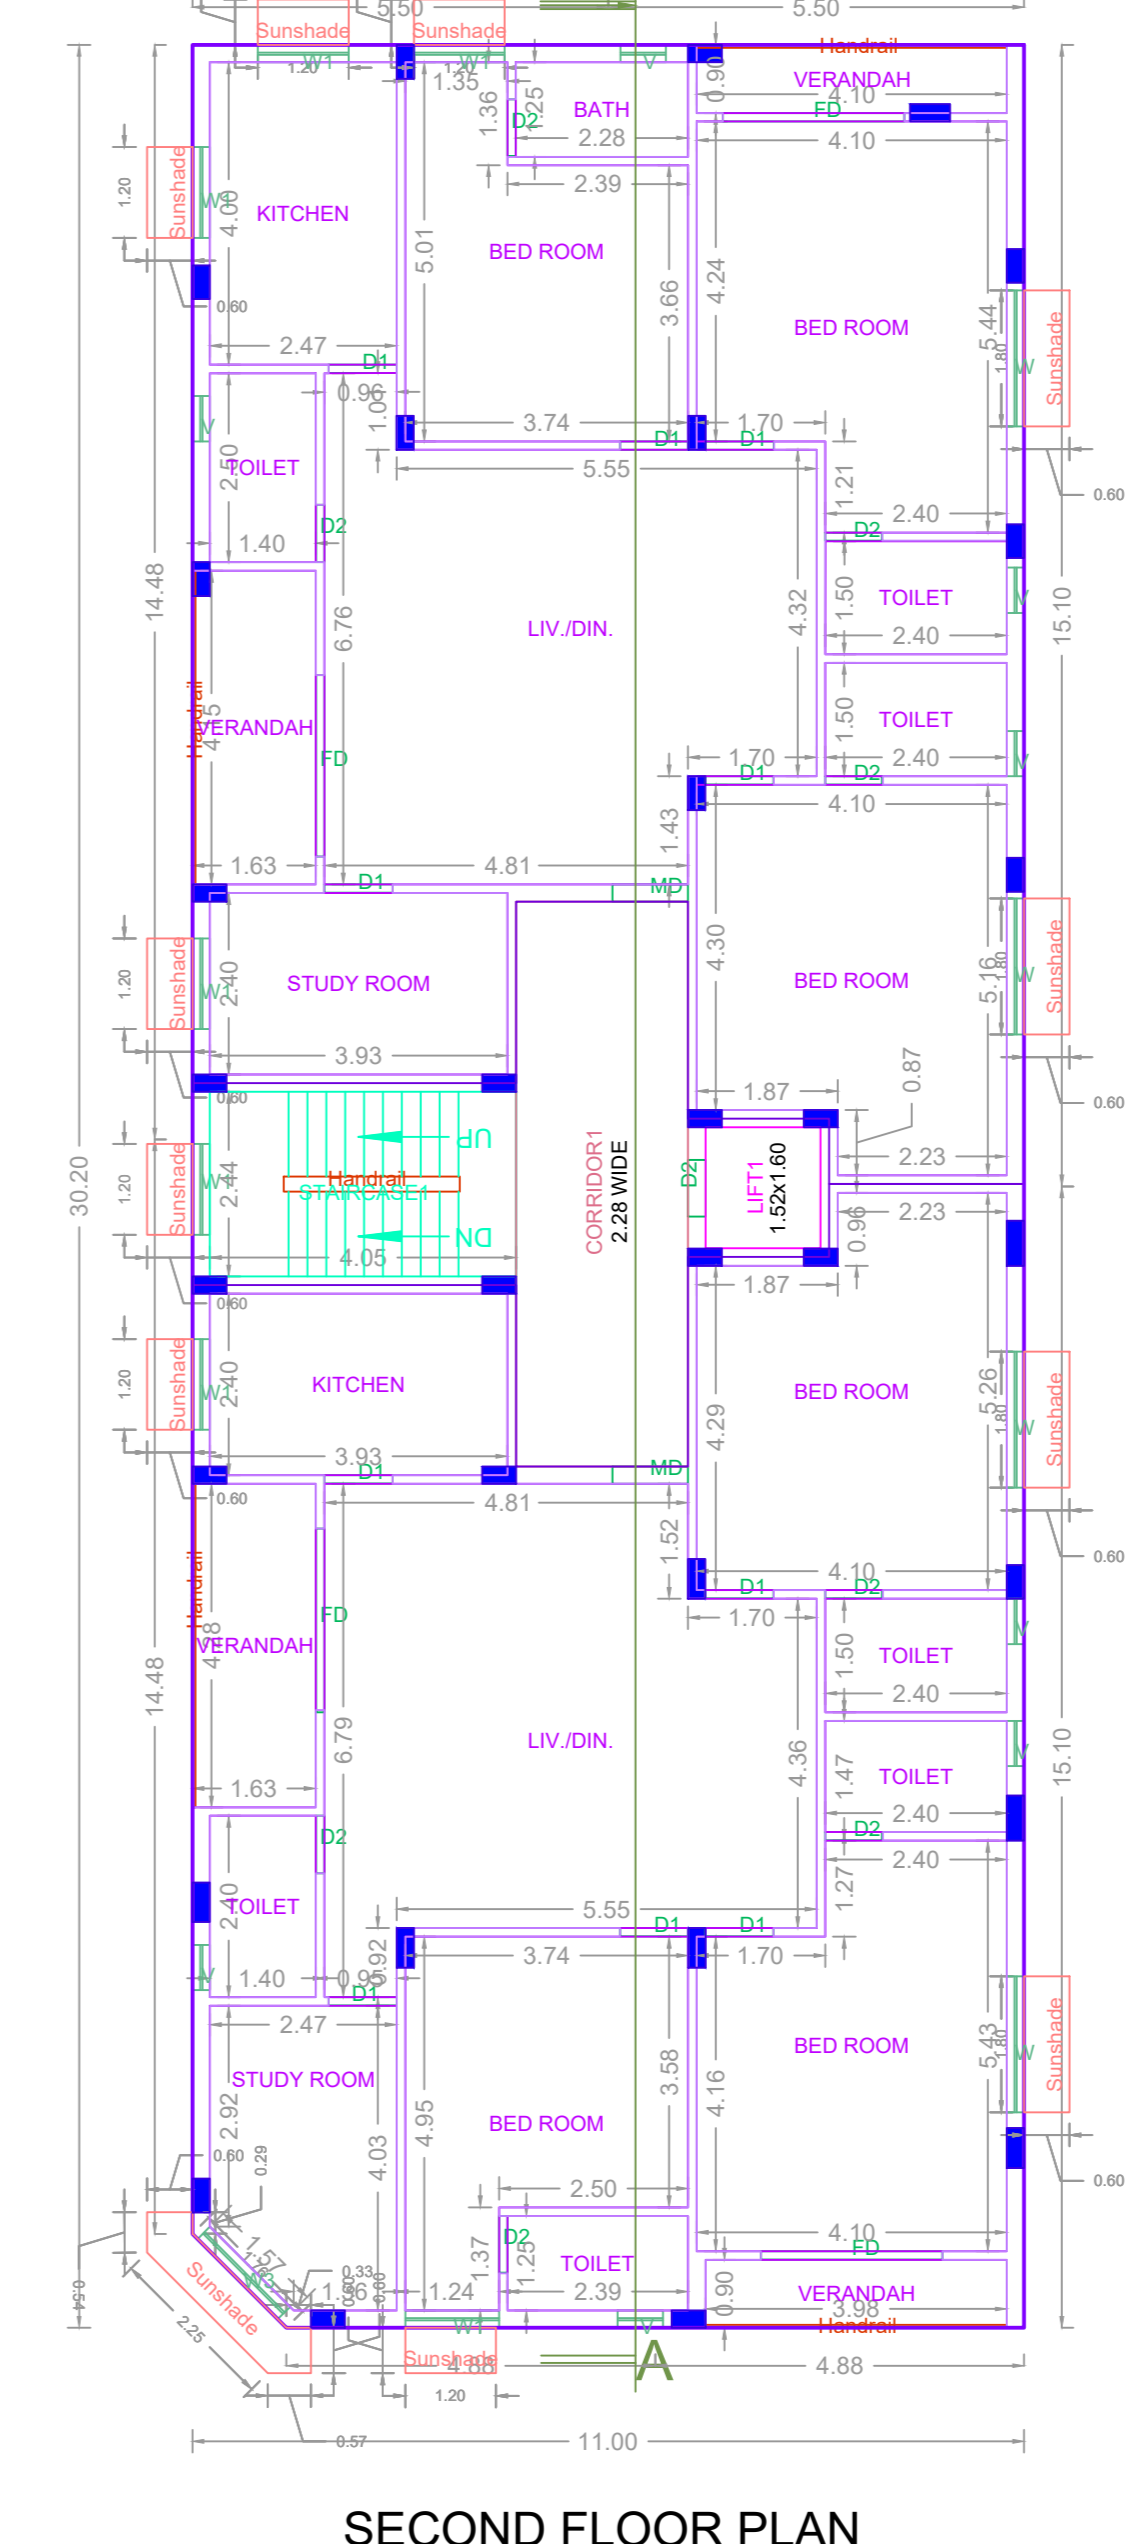 5.50
5.50
Sunshade
Sunshade
Handrail
W1
W1
V
1.20
1.20
1.35
0.90
VERANDAH
4.10
FD
1.36
1.25
BATH
D2
2.28
4.10
1.20
Sunshade
W1
4.00
KITCHEN
2.39
5.01
BED ROOM
3.66
4.24
BED ROOM
5.44
1.80
W
Sunshade
0.60
2.47
D1
0.96
3.74
1.70
D1
D1
5.55
V
2.50
TOILET
1.21
0.60
2.40
D2
D2
1.40
14.48
6.76
LIV./DIN.
4.32
1.50
TOILET
V
2.40
15.10
Handrail
VERANDAH
1.50
TOILET
FD
1.70
D1
2.40
D2
V
4.10
1.43
1.63
4.81
D1
MD
1.20
Sunshade
W1
2.40
STUDY ROOM
4.30
BED ROOM
5.16
1.80
W
Sunshade
3.93
0.60
1.87
0.87
0.60
30.20
1.20
Sunshade
W1
2.44
UP
Handrail
STAIRCASE1
DN
4.05
CORRIDOR1
2.28 WIDE
D2
LIFT1
1.52x1.60
2.23
2.23
0.96
0.60
1.87
1.20
Sunshade
W1
2.40
KITCHEN
4.29
BED ROOM
5.26
1.80
W
Sunshade
3.93
D1
MD
0.60
4.81
1.52
0.60
4.10
D1
D2
Handrail
FD
1.70
VERANDAH
1.50
TOILET
V
2.40
14.48
6.79
LIV./DIN.
4.36
1.47
TOILET
V
15.10
1.63
2.40
D2
D2
2.40
2.40
TOILET
1.27
5.55
D1
D1
3.74
1.70
V
1.40
D1
2.47
STUDY ROOM
BED ROOM
5.43
1.80
W
Sunshade
2.92
4.03
4.95
BED ROOM
3.58
4.16
0.60
0.29
0.60
2.50
4.10
FD
D2
1.37
1.25
TOILET
1.57
0.33
W3
Sunshade
1.24
2.39
0.90
VERANDAH
3.98
Handrail
0.54
2.25
W1
V
Sunshade
4.88
A
4.88
1.20
0.57
11.00
SECOND FLOOR PLAN